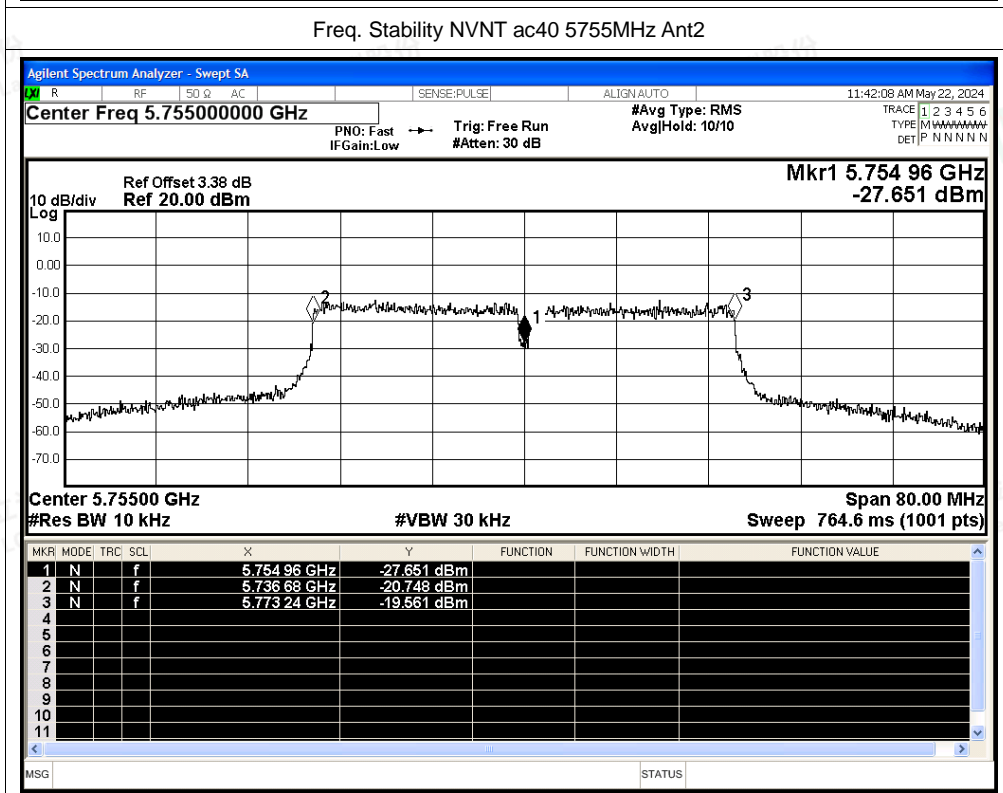 Freq. Stability NVNT ac40 5755MHz Ant2
Agilent Spectrum Analyzer - Swept SA
LXI R RF 50 Ω AC SENSE:PULSE ALIGN AUTO 11:42:08 AM May 22, 2024
Center Freq 5.755000000 GHz #Avg Type: RMS TRACE 1 2 3 4 5 6
PNO: Fast Trig: Free Run Avg|Hold: 10/10 TYPE M
IFGain:Low #Atten: 30 dB DET P N N N N N
Mkr1 5.754 96 GHz
Ref Offset 3.38 dB
10 dB/div Ref 20.00 dBm -27.651 dBm
Log
10.0
0.00
-10.0
2 3
-20.0
1
-30.0
-40.0
-50.0
-60.0
-70.0
Center 5.75500 GHz Span 80.00 MHz
#Res BW 10 kHz #VBW 30 kHz Sweep 764.6 ms (1001 pts)
MKR MODE TRC SCL X Y FUNCTION FUNCTION WIDTH FUNCTION VALUE
1 N f 5.754 96 GHz -27.651 dBm
2 N f 5.736 68 GHz -20.748 dBm
3 N f 5.773 24 GHz -19.561 dBm
4
5
6
7
8
9
10
11
MSG STATUS